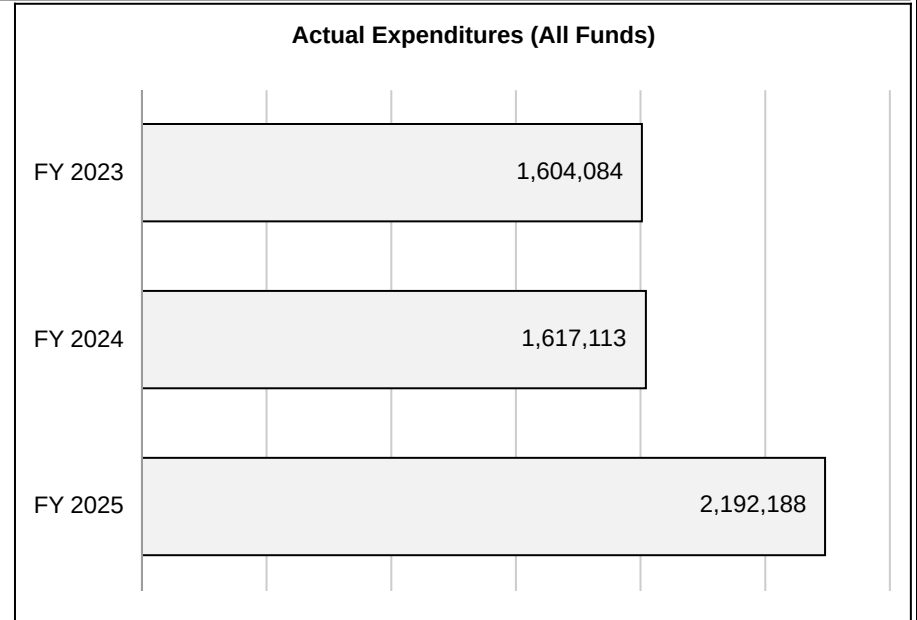 Actual Expenditures (All Funds)
FY 2023
1,604,084
FY 2024
1,617,113
FY 2025
2,192,188